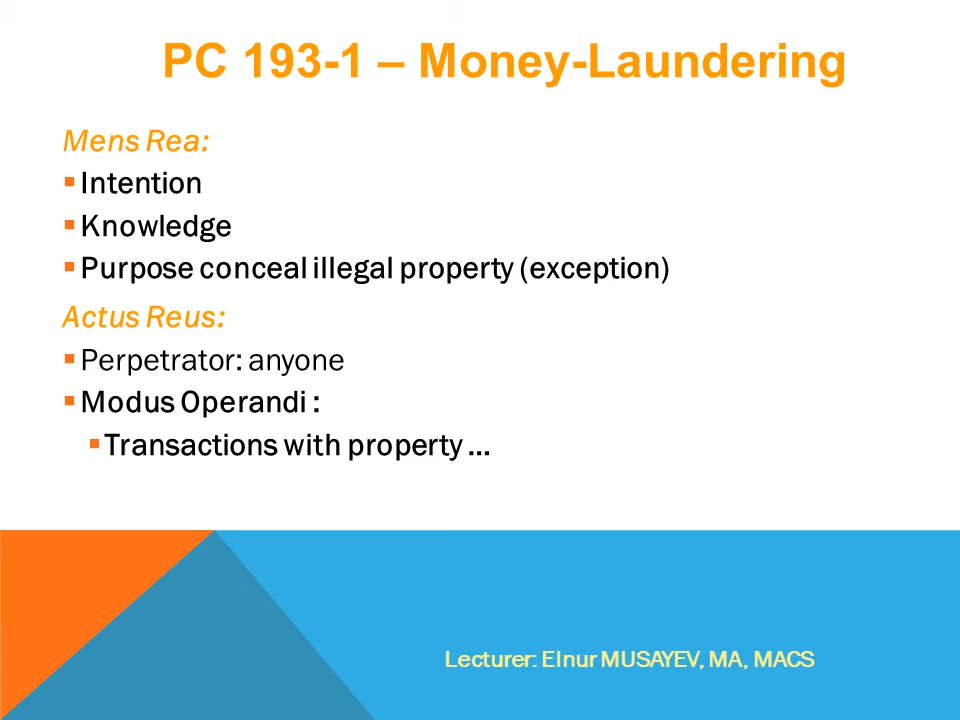 PC 193-1 – Money-Laundering
Mens Rea:
▪Intention
▪Knowledge
▪Purpose conceal illegal property (exception)
Actus Reus:
▪Perpetrator: anyone
▪Modus Operandi :
▪Transactions with property ...
Lecturer: Elnur MUSAYEV, MA, MACS